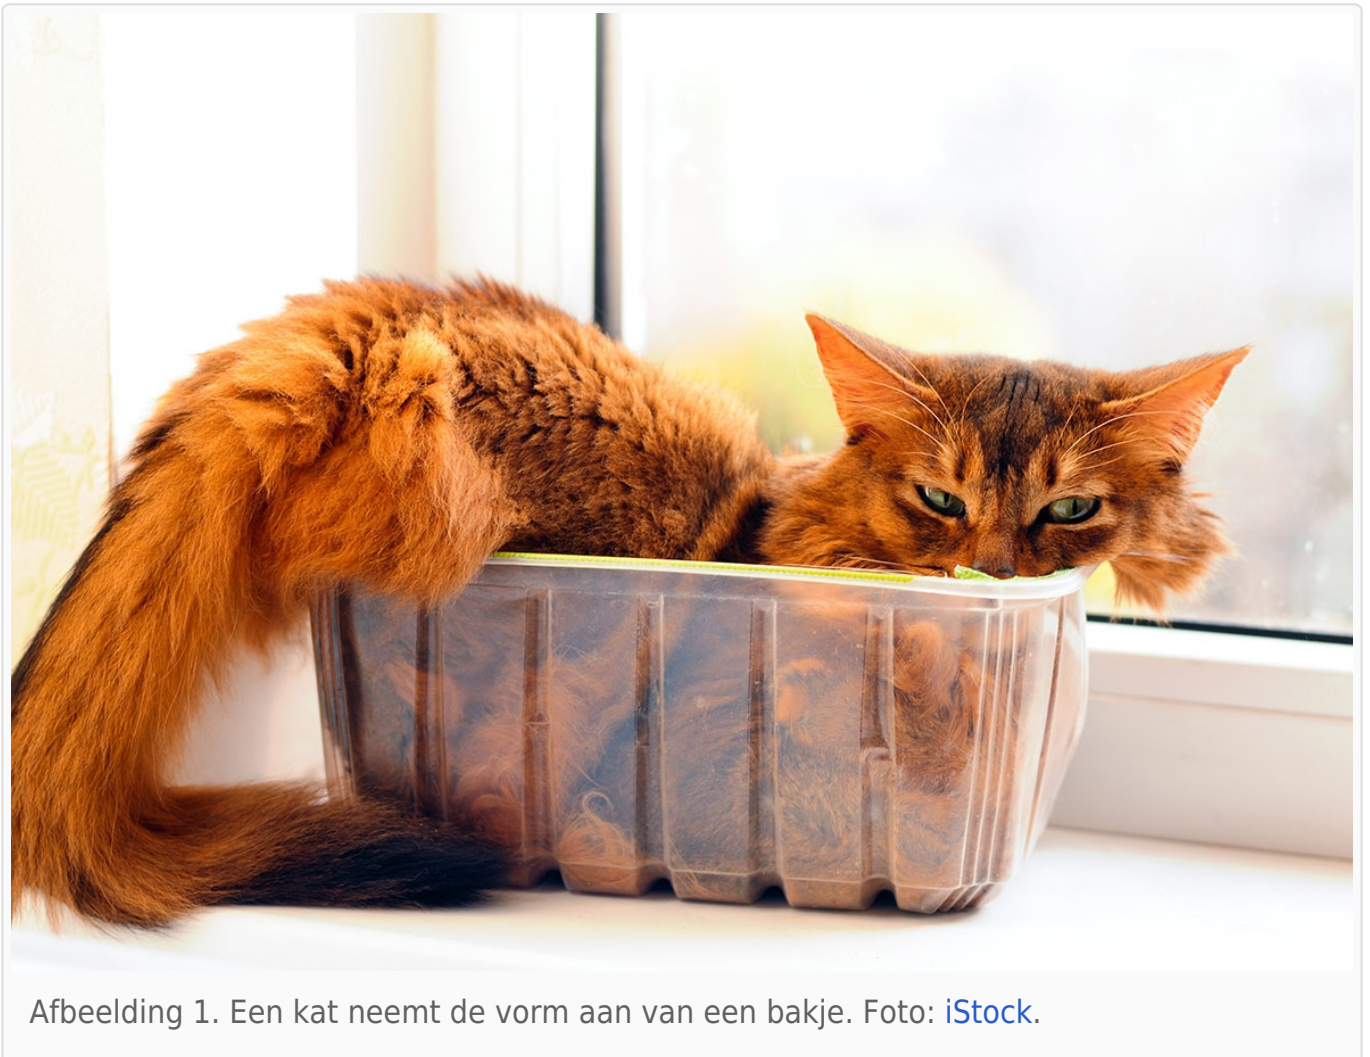 Afbeelding 1. Een kat neemt de vorm aan van een bakje. Foto: iStock.